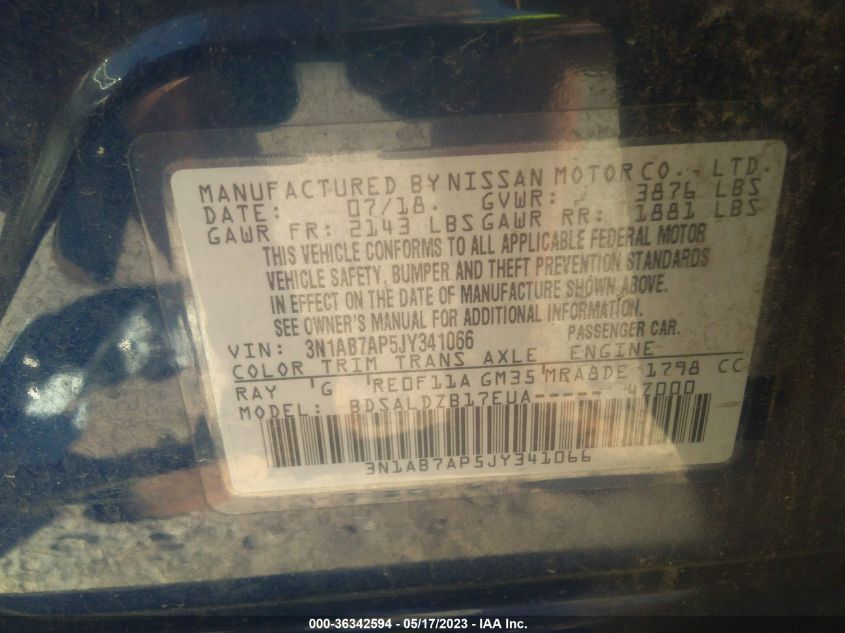 MANUFACTURED BY NISSAN MOTOR CO., LTD.
DATE: 07/18 GVWR: 3876 LBS
GAWR FR: 2143 LBS GAWR RR: 1881 LBS
THIS VEHICLE CONFORMS TO ALL APPLICABLE FEDERAL MOTOR
VEHICLE SAFETY, BUMPER AND THEFT PREVENTION STANDARDS
IN EFFECT ON THE DATE OF MANUFACTURE SHOWN ABOVE.
SEE OWNER'S MANUAL FOR ADDITIONAL INFORMATION.
VIN: 3N1AB7AP5JY341066 PASSENGER CAR.
COLOR TRIM TRANS AXLE ENGINE
RAY G RE0F11A GM35 MRA8DE 1798 CC
MODEL: BDSALDZB17EUA----- 47000
3N1AB7AP5JY341066
000-36342594 - 05/17/2023 - IAA Inc.